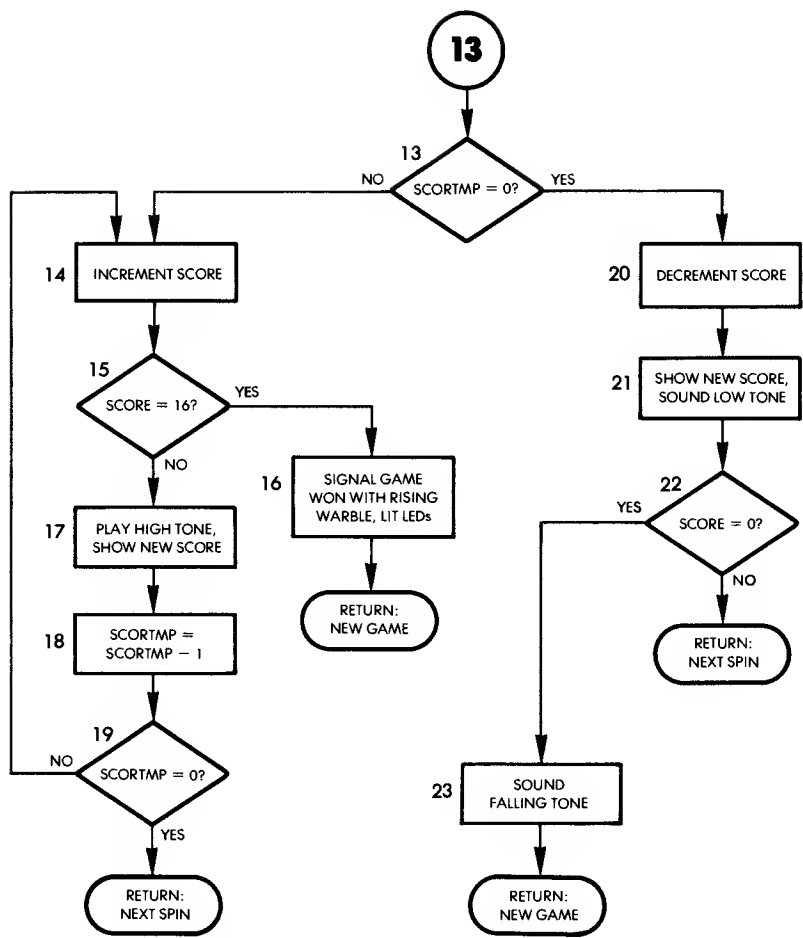 13
13
SCORTMP = 0?
NO
YES
14
INCREMENT SCORE
15
SCORE = 16?
YES
NO
16
SIGNAL GAME
WON WITH RISING
WARBLE, LIT LEDs
RETURN:
NEW GAME
17
PLAY HIGH TONE,
SHOW NEW SCORE
18
SCORTMP =
SCORTMP – 1
19
SCORTMP = 0?
NO
YES
RETURN:
NEXT SPIN
20
DECREMENT SCORE
21
SHOW NEW SCORE,
SOUND LOW TONE
22
SCORE = 0?
YES
NO
RETURN:
NEXT SPIN
23
SOUND
FALLING TONE
RETURN:
NEW GAME